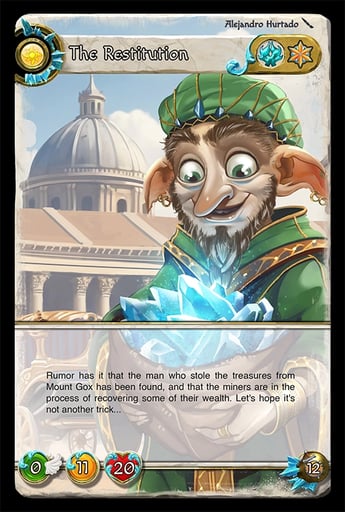 Alejandro Hurtado
The Restitution
Rumor has it that the man who stole the treasures from
Mount Gox has been found, and that the miners are in the
process of recovering some of their wealth. Let's hope it's
not another trick...
0 11 20 12